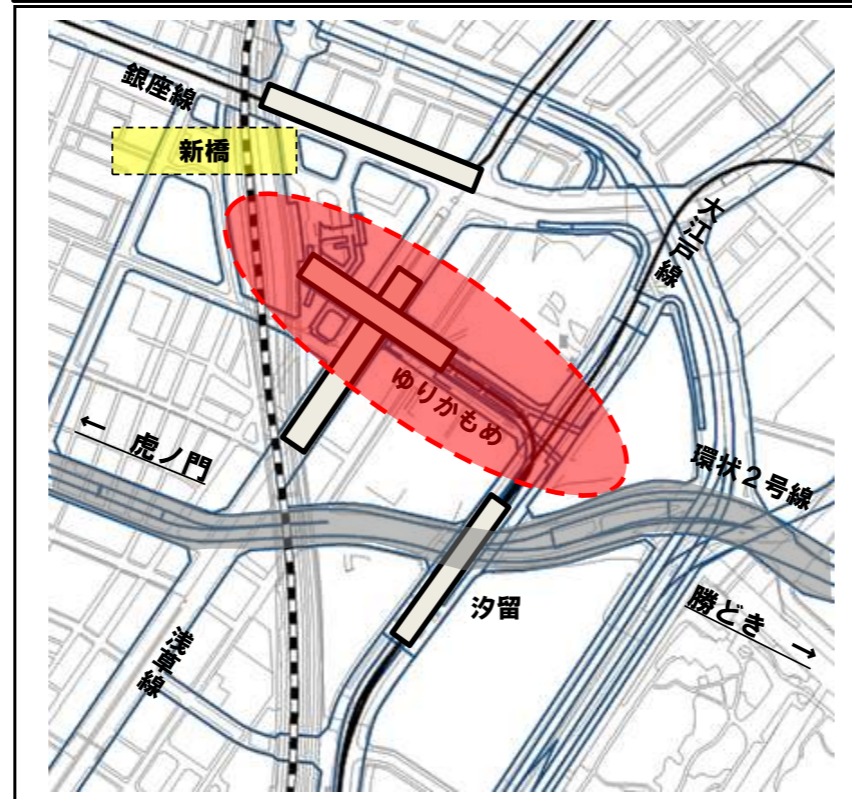 銀座線
新橋
大江戸線
ゆりかもめ
← 虎ノ門
環状２号線
汐留
勝どき →
浅草線